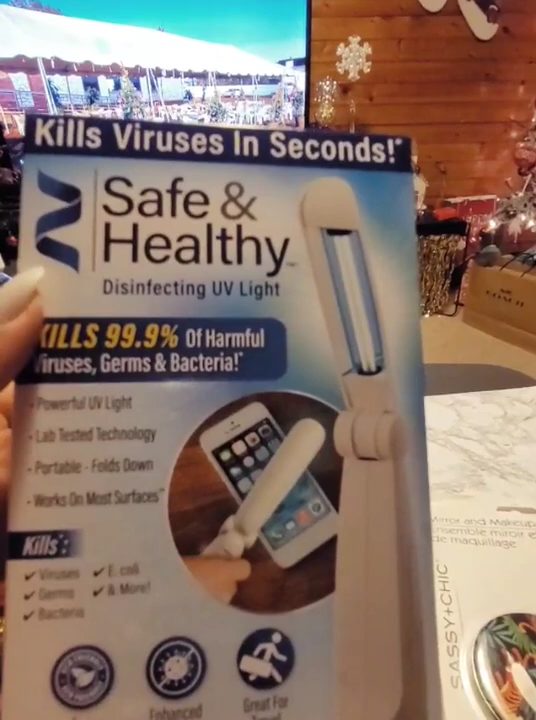 Kills Viruses In Seconds!*
Safe &
Healthy™
Disinfecting UV Light
KILLS 99.9% Of Harmful
Viruses, Germs & Bacteria!*
- Powerful UV Light
- Lab Tested Technology
- Portable - Folds Down
- Works On Most Surfaces**
Kills*:
✔ Viruses ✔ E. coli
✔ Germs ✔ & More!
✔ Bacteria
Enhanced
Great For
COACH
Mirror and Makeup
Ensemble miroir e
de maquillage
SASSY+CHIC